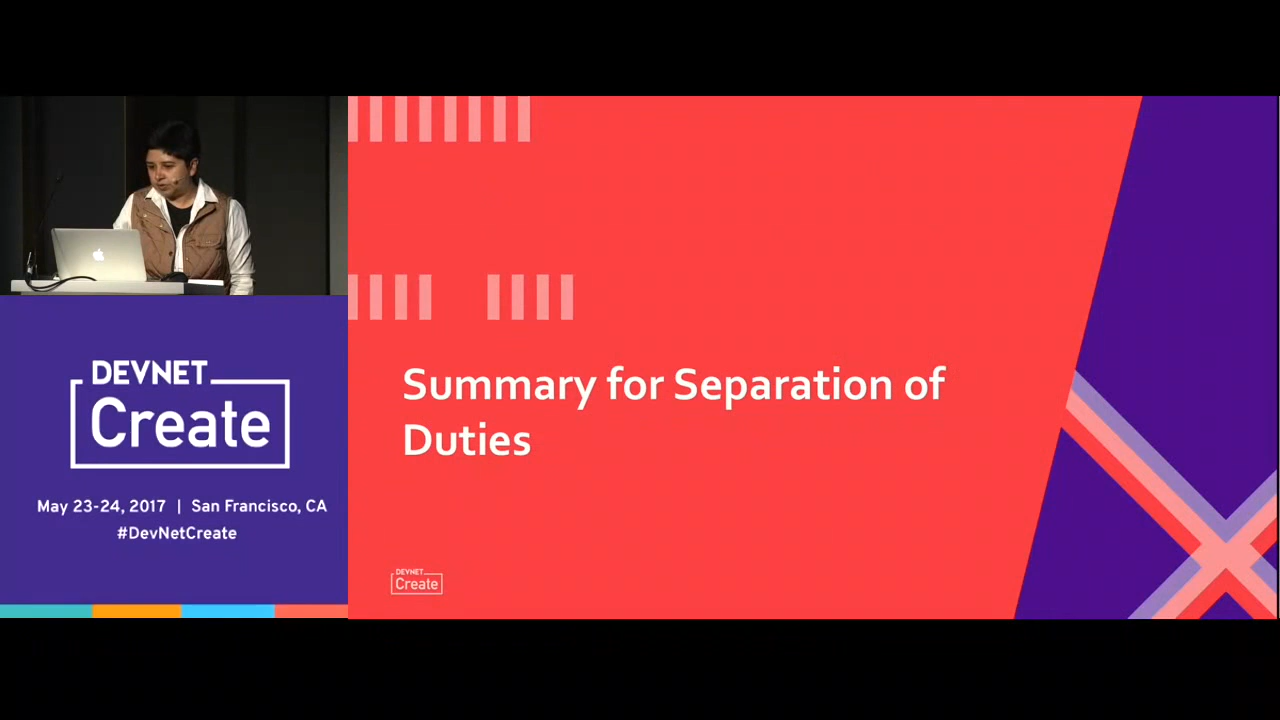 DEVNET
Create
May 23-24, 2017 | San Francisco, CA
#DevNetCreate
Summary for Separation of
Duties
DEVNET
Create